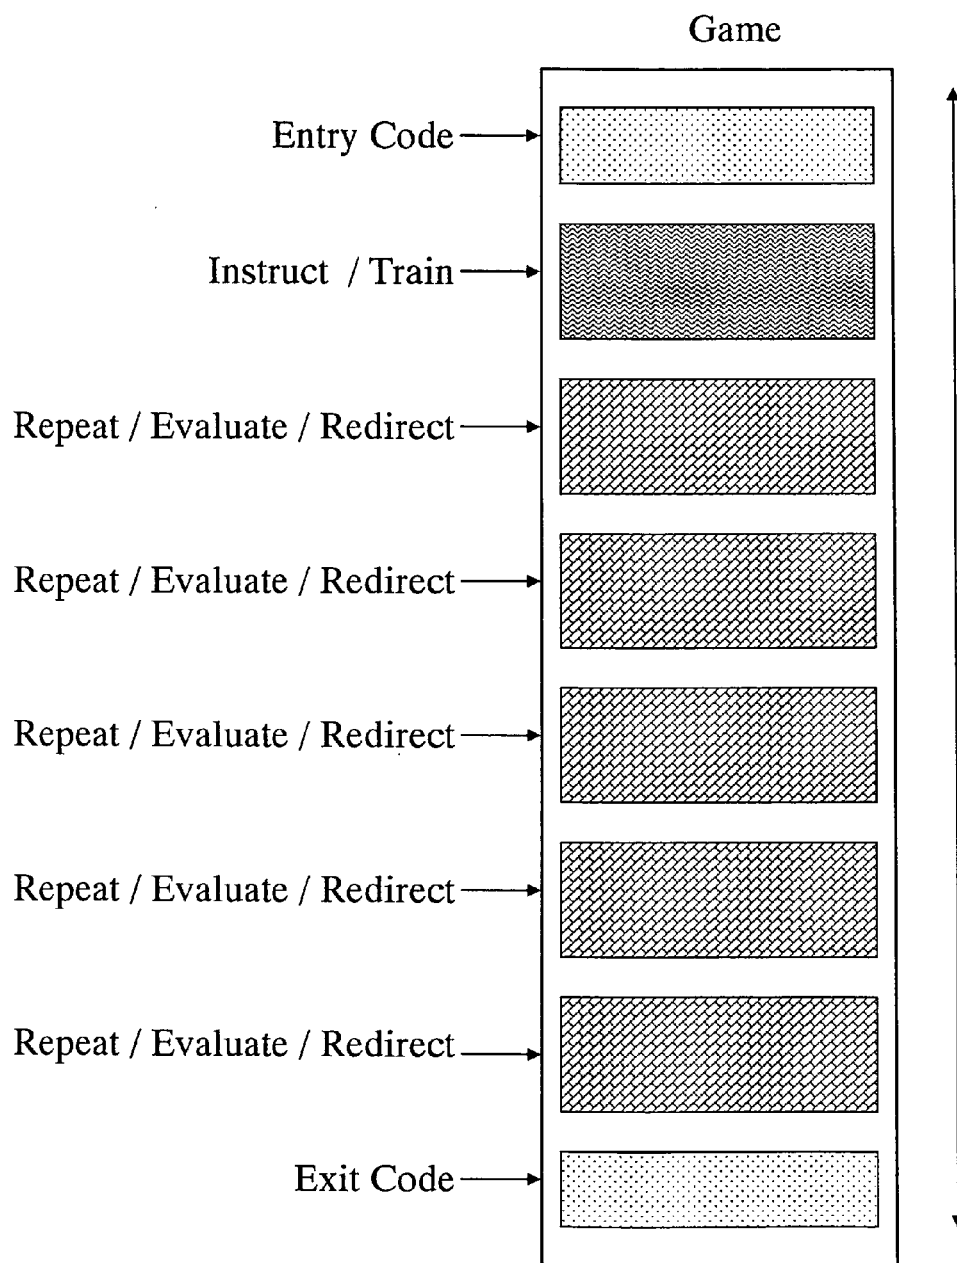 Game
Entry Code
Instruct / Train
Repeat / Evaluate / Redirect
Repeat / Evaluate / Redirect
Repeat / Evaluate / Redirect
Repeat / Evaluate / Redirect
Repeat / Evaluate / Redirect
Exit Code